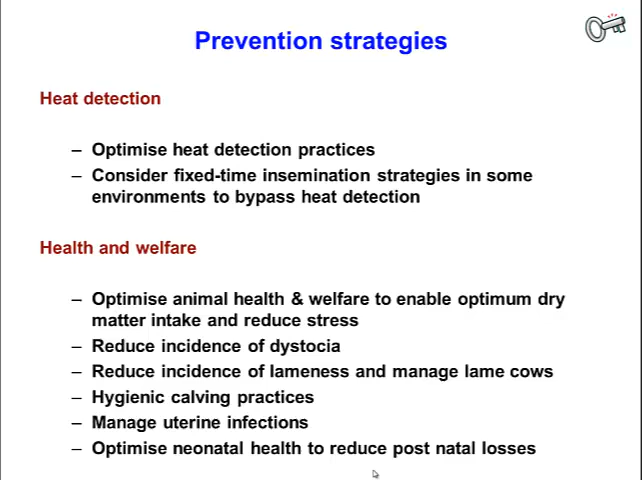 Prevention strategies
Heat detection
– Optimise heat detection practices
– Consider fixed-time insemination strategies in some
environments to bypass heat detection
Health and welfare
– Optimise animal health & welfare to enable optimum dry
matter intake and reduce stress
– Reduce incidence of dystocia
– Reduce incidence of lameness and manage lame cows
– Hygienic calving practices
– Manage uterine infections
– Optimise neonatal health to reduce post natal losses